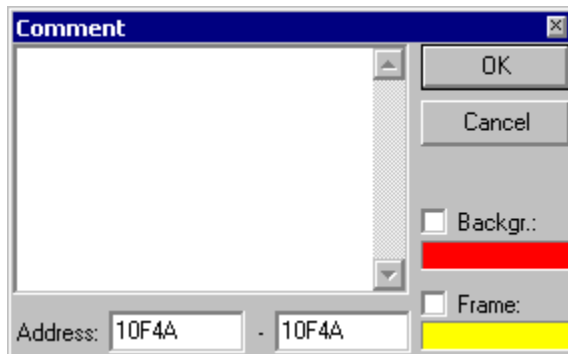 Comment
OK
Cancel
Backgr.:
Frame:
Address: 10F4A - 10F4A